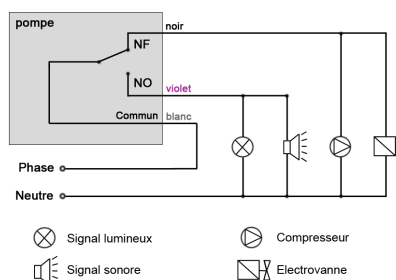 pompe
noir
NF
NO
violet
Commun blanc
Phase
Neutre
Signal lumineux
Compresseur
Signal sonore
Electrovanne